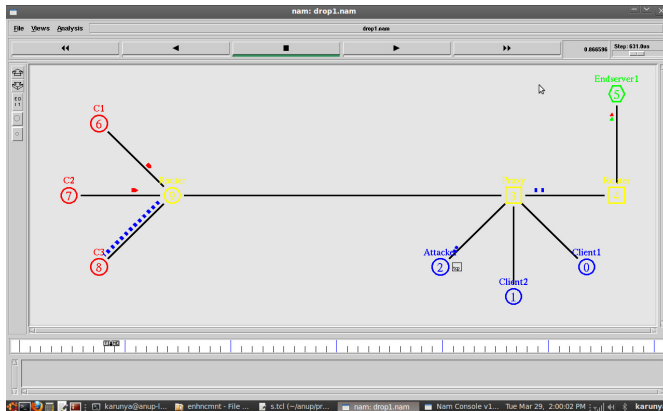 nam: drop1.nam
File Views Analysis drop1.nam
0.866596 Step: 631.0us
Endserver1
5
C1
6
C2
7
C3
8
Attacker
2
Client2
1
Client1
0
karunya@anup-l... enhncmnt - File ... s.tcl (~/anup/pr... nam: drop1.nam Nam Console v1... Tue Mar 29, 2:00:02 PM karuny